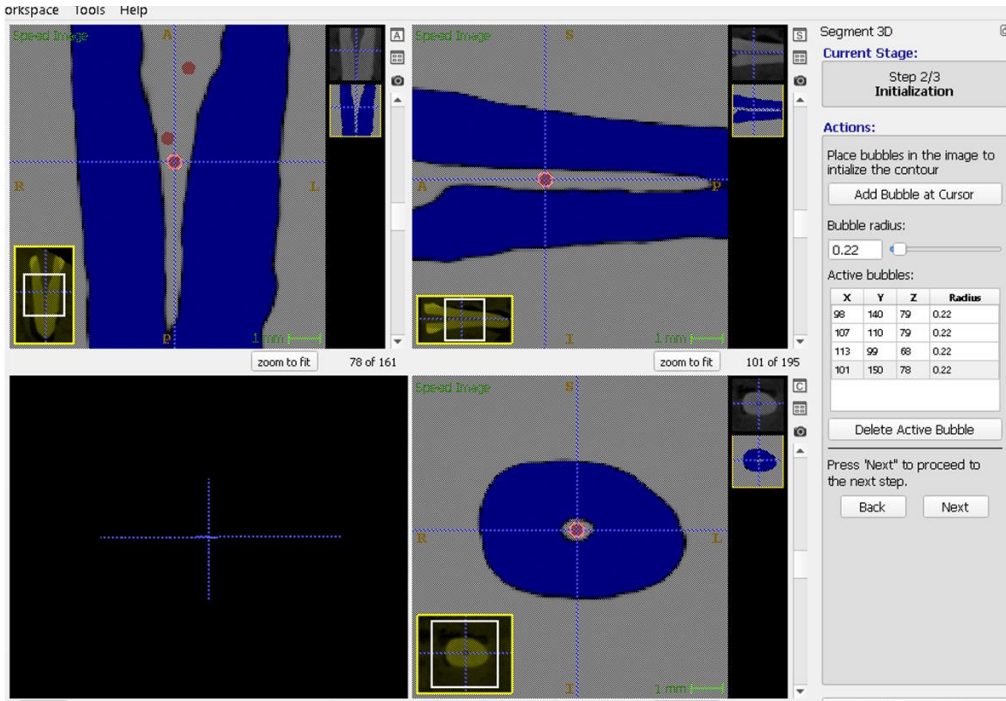 orkspace Tools Help
Speed Image
A
R
L
P
1 mm
A
zoom to fit 78 of 161
Speed Image
S
A
P
I
1 mm
S
zoom to fit 101 of 195
Speed Image
S
R
L
I
1 mm
C
Segment 3D
Current Stage:
Step 2/3
Initialization
Actions:
Place bubbles in the image to
intialize the contour
Add Bubble at Cursor
Bubble radius:
0.22
Active bubbles:
X Y Z Radius
98 140 79 0.22
107 110 79 0.22
113 99 68 0.22
101 150 78 0.22
Delete Active Bubble
Press 'Next" to proceed to
the next step.
Back Next